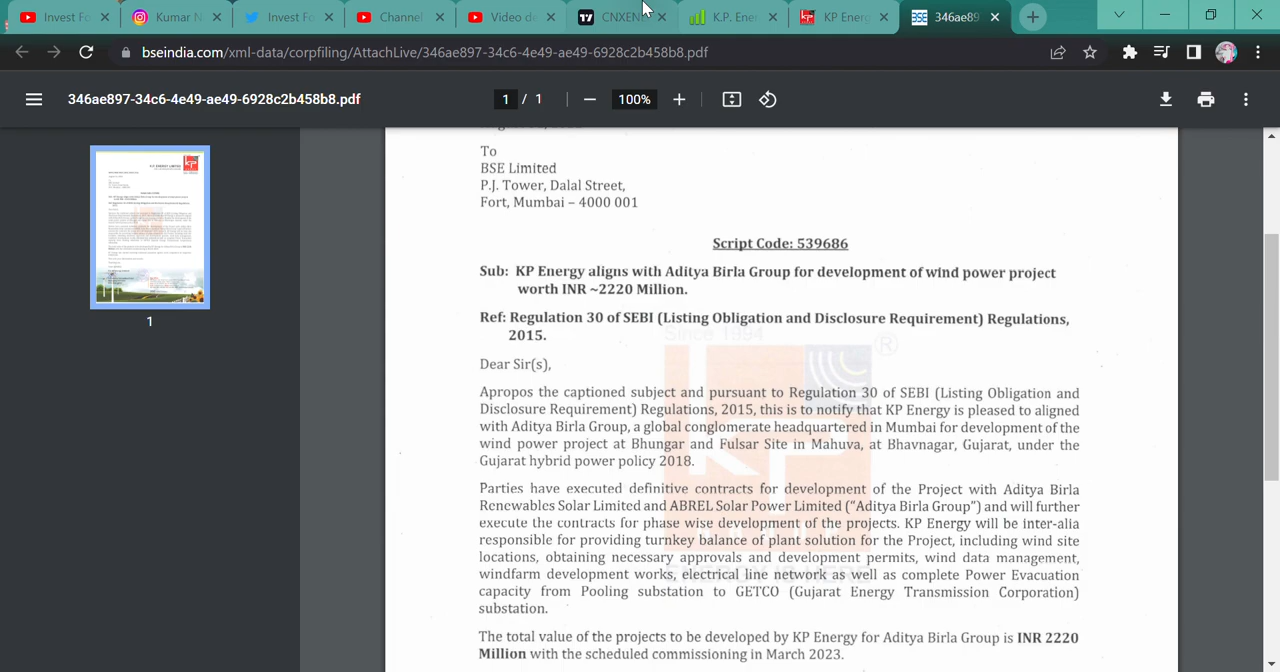 Invest Fo
Kumar N
Invest Fo
Channel
Video de
CNXEN
K.P. Ener
KP Energ
346ae89
bseindia.com/xml-data/corpfiling/AttachLive/346ae897-34c6-4e49-ae49-6928c2b458b8.pdf
346ae897-34c6-4e49-ae49-6928c2b458b8.pdf
1 / 1
100%
1
To
BSE Limited
P.J. Tower, Dalal Street,
Fort, Mumbai – 4000 001
Script Code: 539686
Sub: KP Energy aligns with Aditya Birla Group for development of wind power project
worth INR ~2220 Million.
Ref: Regulation 30 of SEBI (Listing Obligation and Disclosure Requirement) Regulations,
2015.
Since 1994
Dear Sir(s),
Apropos the captioned subject and pursuant to Regulation 30 of SEBI (Listing Obligation and
Disclosure Requirement) Regulations, 2015, this is to notify that KP Energy is pleased to aligned
with Aditya Birla Group, a global conglomerate headquartered in Mumbai for development of the
wind power project at Bhungar and Fulsar Site in Mahuva, at Bhavnagar, Gujarat, under the
Gujarat hybrid power policy 2018.
Parties have executed definitive contracts for development of the Project with Aditya Birla
Renewables Solar Limited and ABREL Solar Power Limited (“Aditya Birla Group”) and will further
execute the contracts for phase wise development of the projects. KP Energy will be inter-alia
responsible for providing turnkey balance of plant solution for the Project, including wind site
locations, obtaining necessary approvals and development permits, wind data management,
windfarm development works, electrical line network as well as complete Power Evacuation
capacity from Pooling substation to GETCO (Gujarat Energy Transmission Corporation)
substation.
The total value of the projects to be developed by KP Energy for Aditya Birla Group is INR 2220
Million with the scheduled commissioning in March 2023.